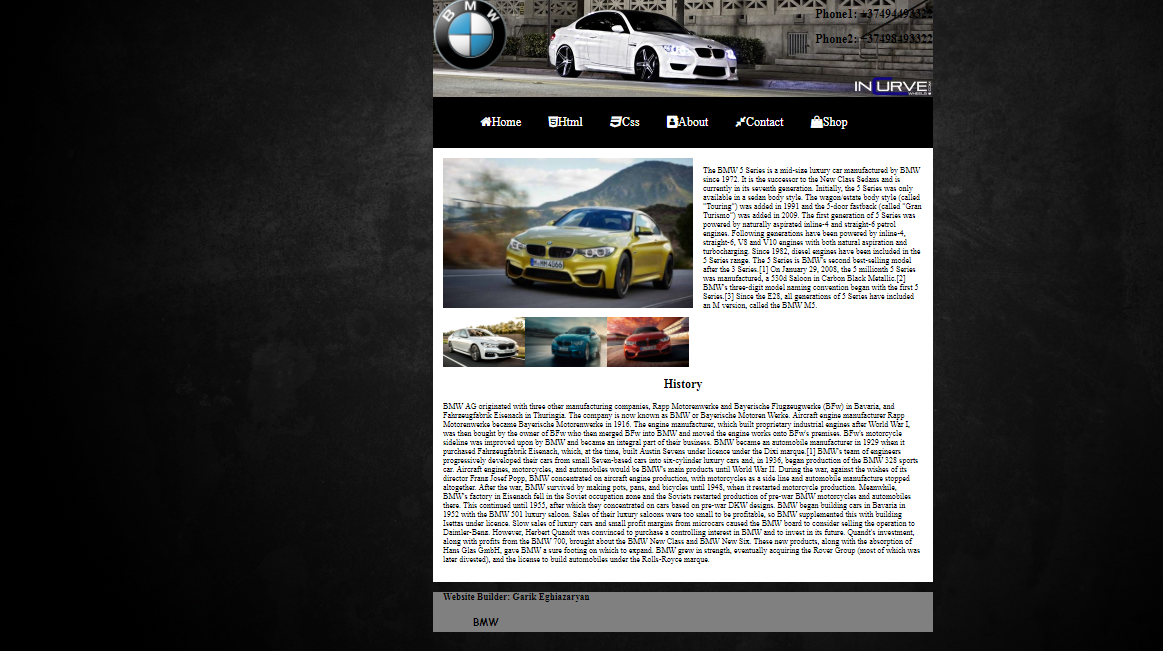 BMW
Phone1: +37494493322
Phone2: +37498493322
INCURVE
WHEELS
Home Html Css About Contact Shop
The BMW 5 Series is a mid-size luxury car manufactured by BMW
since 1972. It is the successor to the New Class Sedans and is
currently in its seventh generation. Initially, the 5 Series was only
available in a sedan body style. The wagon/estate body style (called
"Touring") was added in 1991 and the 5-door fastback (called "Gran
Turismo") was added in 2009. The first generation of 5 Series was
powered by naturally aspirated inline-4 and straight-6 petrol
engines. Following generations have been powered by inline-4,
straight-6, V8 and V10 engines with both natural aspiration and
turbocharging. Since 1982, diesel engines have been included in the
5 Series range. The 5 Series is BMW's second best-selling model
after the 3 Series.[1] On January 29, 2008, the 5 millionth 5 Series
was manufactured, a 530d Saloon in Carbon Black Metallic.[2]
BMW's three-digit model naming convention began with the first 5
Series.[3] Since the E28, all generations of 5 Series have included
an M version, called the BMW M5.
History
BMW AG originated with three other manufacturing companies, Rapp Motorenwerke and Bayerische Flugzeugwerke (BFw) in Bavaria, and
Fahrzeugfabrik Eisenach in Thuringia. The company is now known as BMW or Bayerische Motoren Werke. Aircraft engine manufacturer Rapp
Motorenwerke became Bayerische Motorenwerke in 1916. The engine manufacturer, which built proprietary industrial engines after World War I,
was then bought by the owner of BFw who then merged BFw into BMW and moved the engine works onto BFw's premises. BFw's motorcycle
sideline was improved upon by BMW and became an integral part of their business. BMW became an automobile manufacturer in 1929 when it
purchased Fahrzeugfabrik Eisenach, which, at the time, built Austin Sevens under licence under the Dixi marque.[1] BMW's team of engineers
progressively developed their cars from small Seven-based cars into six-cylinder luxury cars and, in 1936, began production of the BMW 328 sports
car. Aircraft engines, motorcycles, and automobiles would be BMW's main products until World War II. During the war, against the wishes of its
director Franz Josef Popp, BMW concentrated on aircraft engine production, with motorcycles as a side line and automobile manufacture stopped
altogether. After the war, BMW survived by making pots, pans, and bicycles until 1948, when it restarted motorcycle production. Meanwhile,
BMW's factory in Eisenach fell in the Soviet occupation zone and the Soviets restarted production of pre-war BMW motorcycles and automobiles
there. This continued until 1955, after which they concentrated on cars based on pre-war DKW designs. BMW began building cars in Bavaria in
1952 with the BMW 501 luxury saloon. Sales of their luxury saloons were too small to be profitable, so BMW supplemented this with building
Isettas under licence. Slow sales of luxury cars and small profit margins from microcars caused the BMW board to consider selling the operation to
Daimler-Benz. However, Herbert Quandt was convinced to purchase a controlling interest in BMW and to invest in its future. Quandt's investment,
along with profits from the BMW 700, brought about the BMW New Class and BMW New Six. These new products, along with the absorption of
Hans Glas GmbH, gave BMW a sure footing on which to expand. BMW grew in strength, eventually acquiring the Rover Group (most of which was
later divested), and the license to build automobiles under the Rolls-Royce marque.
Website Builder: Garik Eghiazaryan
BMW